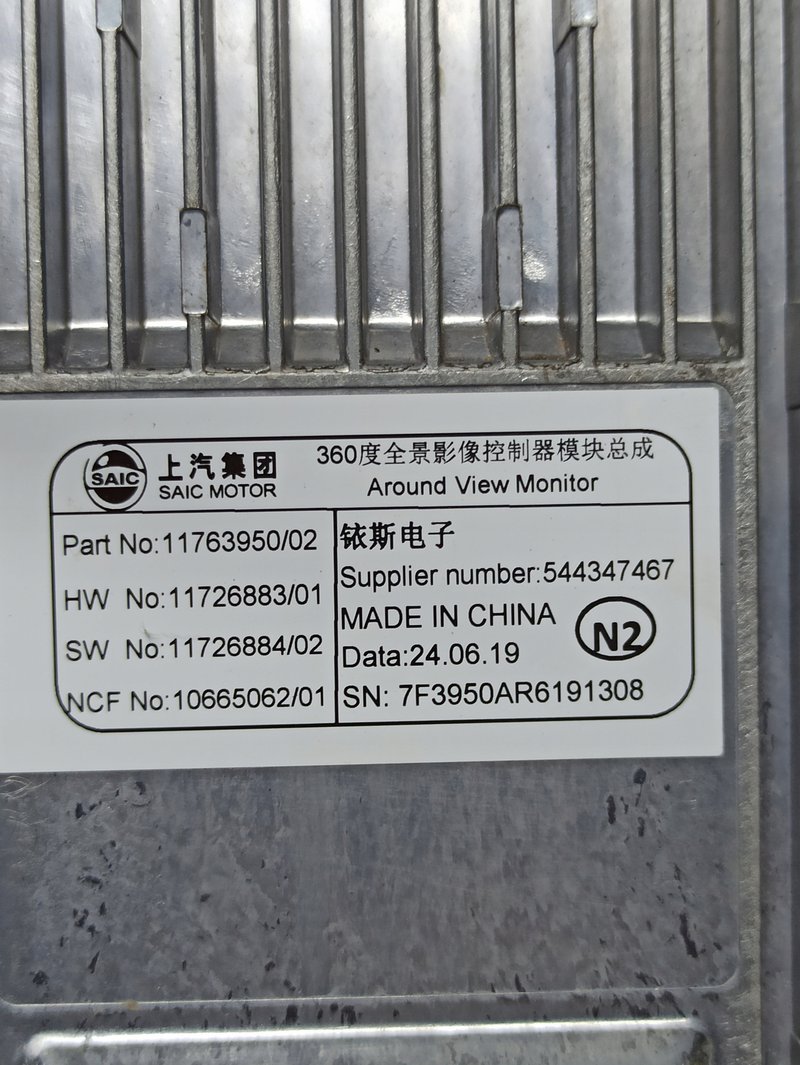 SAIC
上汽集团
SAIC MOTOR
360度全景影像控制器模块总成
Around View Monitor
Part No:11763950/02
HW No:11726883/01
SW No:11726884/02
NCF No:10665062/01
铱斯电子
Supplier number:544347467
MADE IN CHINA
N2
Data:24.06.19
SN: 7F3950AR6191308